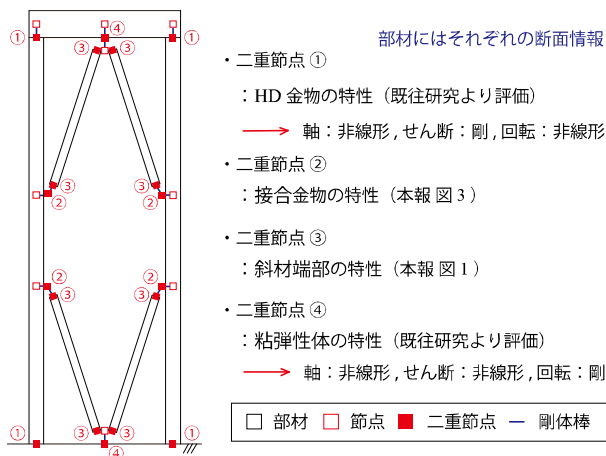 部材にはそれぞれの断面情報
・二重節点 ①
：HD 金物の特性（既往研究より評価）
軸：非線形 , せん断：剛 , 回転：非線形
・二重節点 ②
：接合金物の特性（本報 図 3 ）
・二重節点 ③
：斜材端部の特性（本報 図 1 ）
・二重節点 ④
：粘弾性体の特性（既往研究より評価）
軸：非線形 , せん断：非線形 , 回転：剛
部材 節点 二重節点 剛体棒
① ④ ①
③ ③
③ ③
② ②
② ②
③ ③
① ③ ③ ①
④